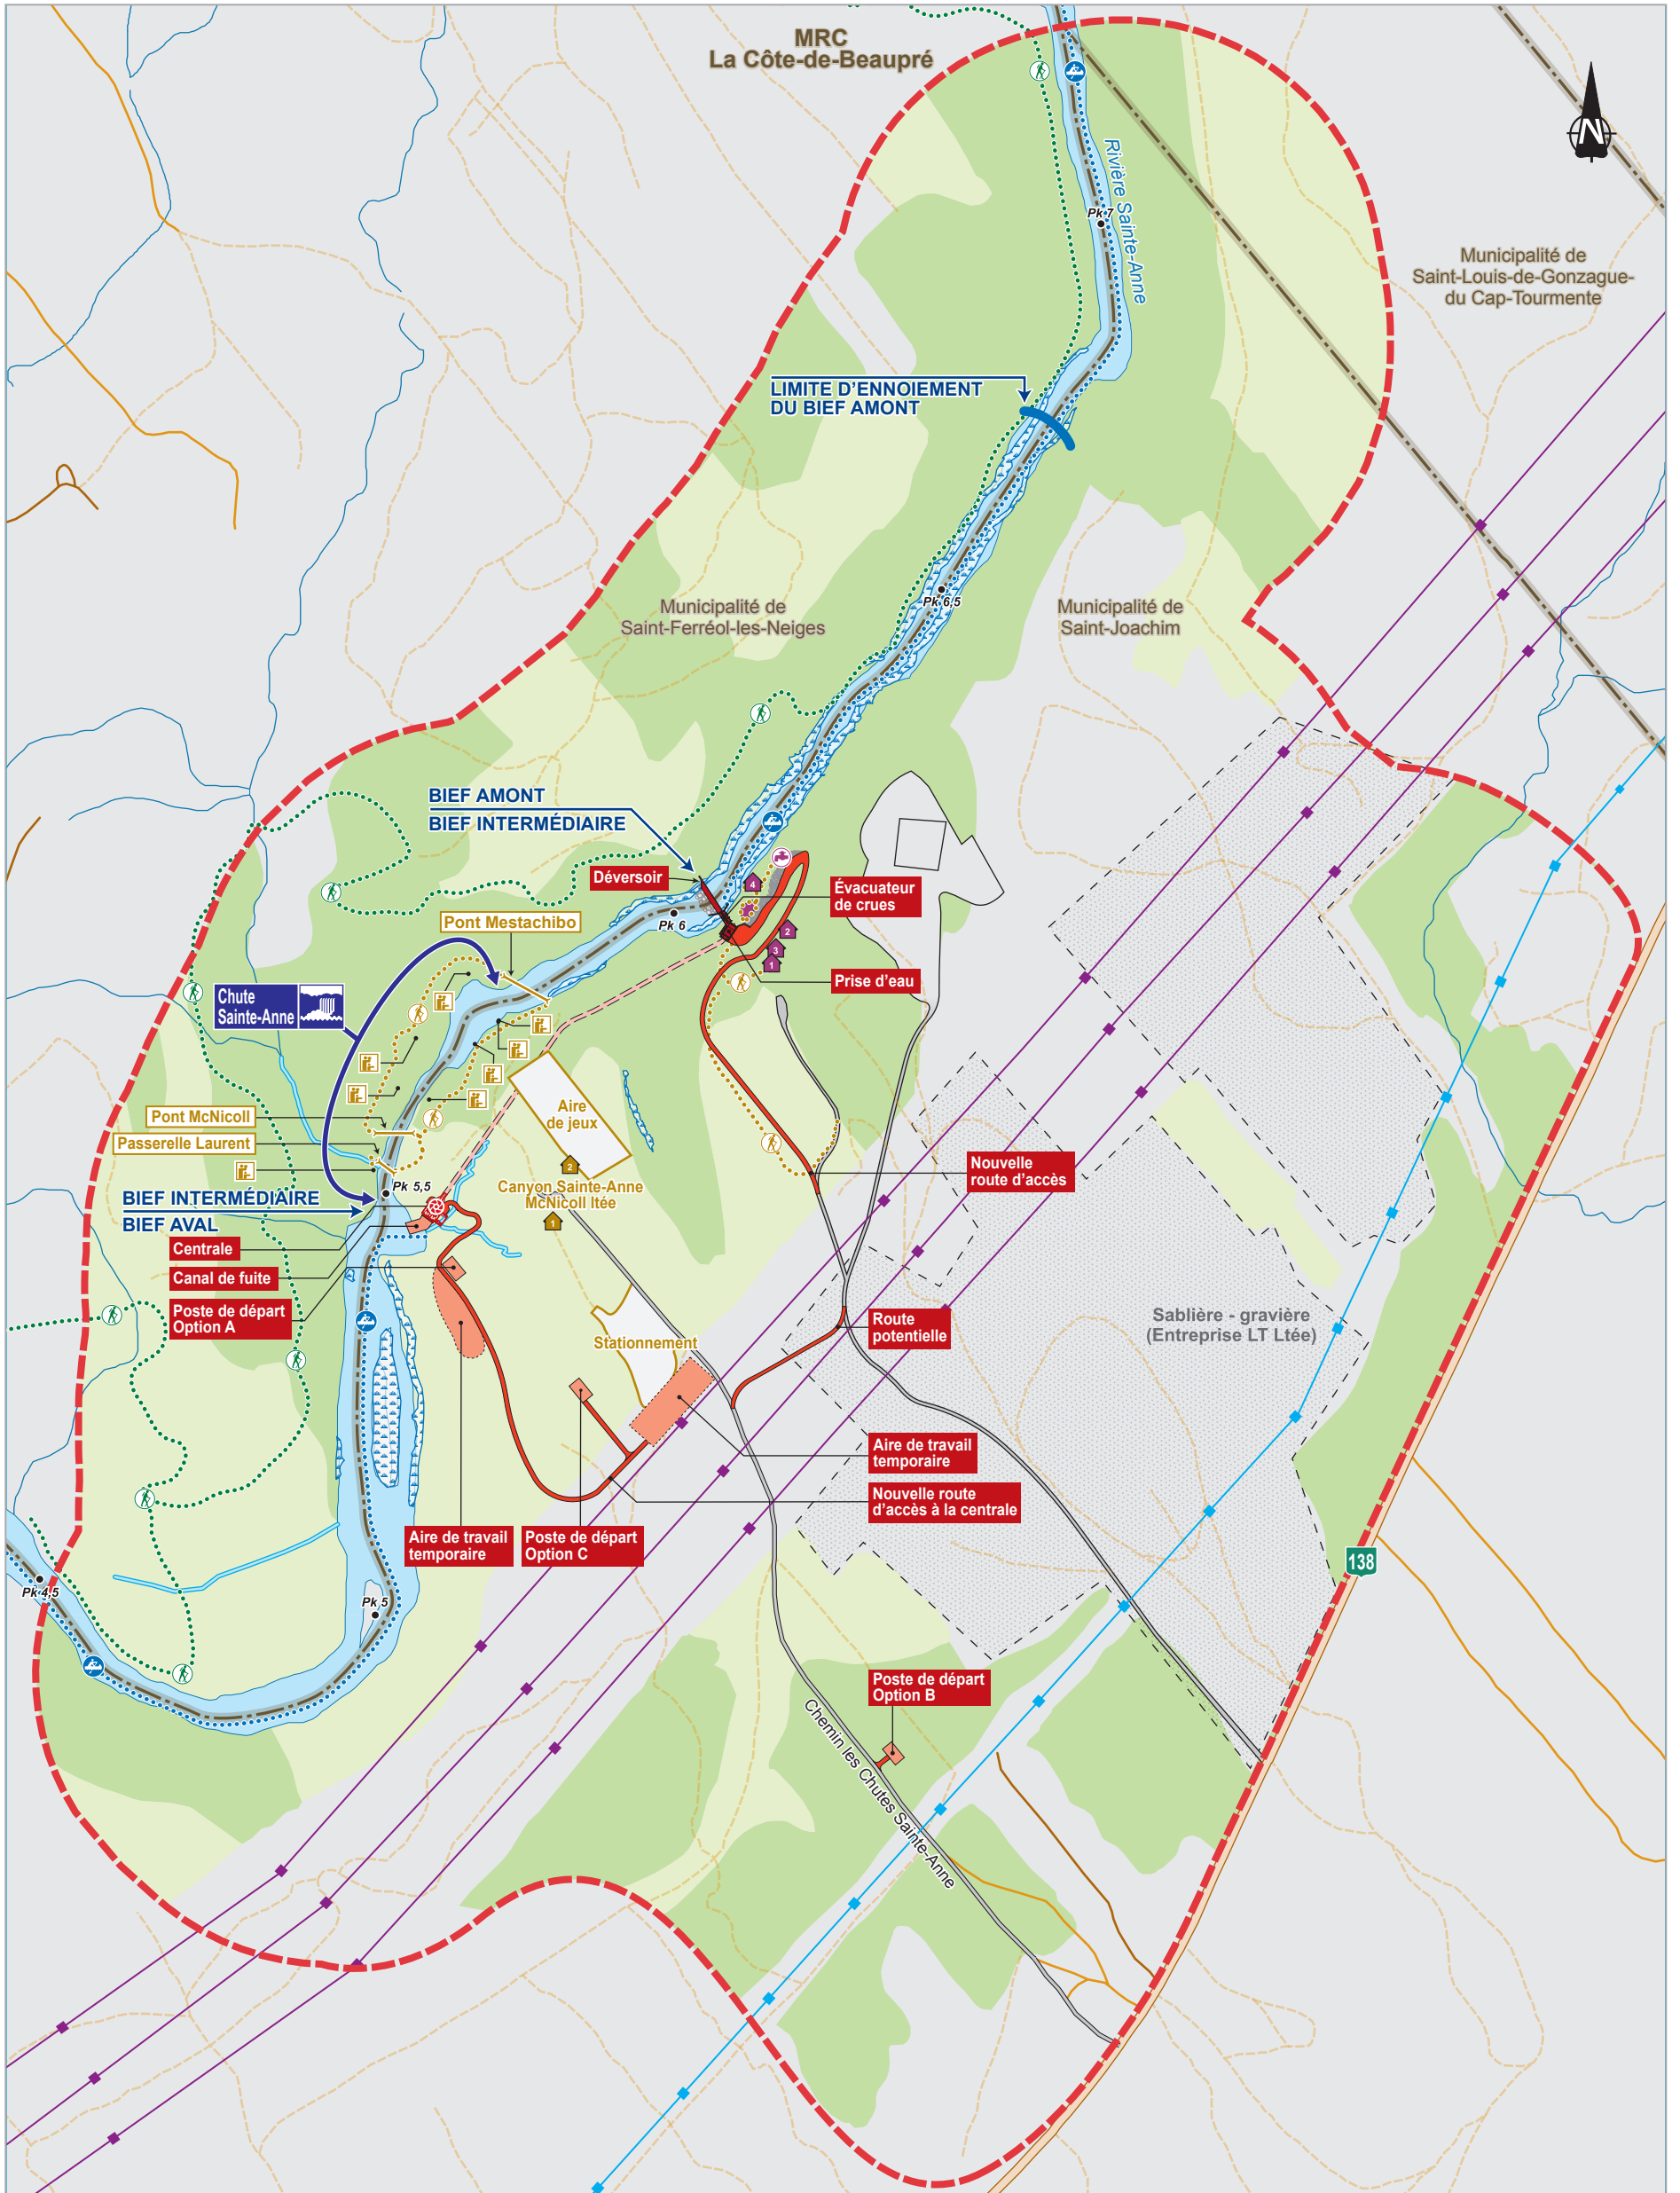 MRC
La Côte-de-Beaupré
N
Rivière Sainte-Anne
Pk 7
Municipalité de
Saint-Louis-de-Gonzague-
du Cap-Tourmente
LIMITE D'ENNOIEMENT
DU BIEF AMONT
Pk 6,5
Municipalité de
Saint-Ferréol-les-Neiges
Municipalité de
Saint-Joachim
BIEF AMONT
BIEF INTERMÉDIAIRE
Déversoir
4
Évacuateur
de crues
Pk 6
Pont Mestachibo
2
3
1
Prise d'eau
Chute
Sainte-Anne
Aire
de jeux
Pont McNicoll
Passerelle Laurent
2
Canyon Sainte-Anne
McNicoll ltée
1
Nouvelle
route d'accès
Pk 5,5
BIEF INTERMÉDIAIRE
BIEF AVAL
Centrale
Canal de fuite
Poste de départ
Option A
Route
potentielle
Sablière - gravière
(Entreprise LT Ltée)
Stationnement
Aire de travail
temporaire
Nouvelle route
d'accès à la centrale
Aire de travail
temporaire
Poste de départ
Option C
138
Pk 4,5
Pk 5
Poste de départ
Option B
Chemin les Chutes Sainte-Anne